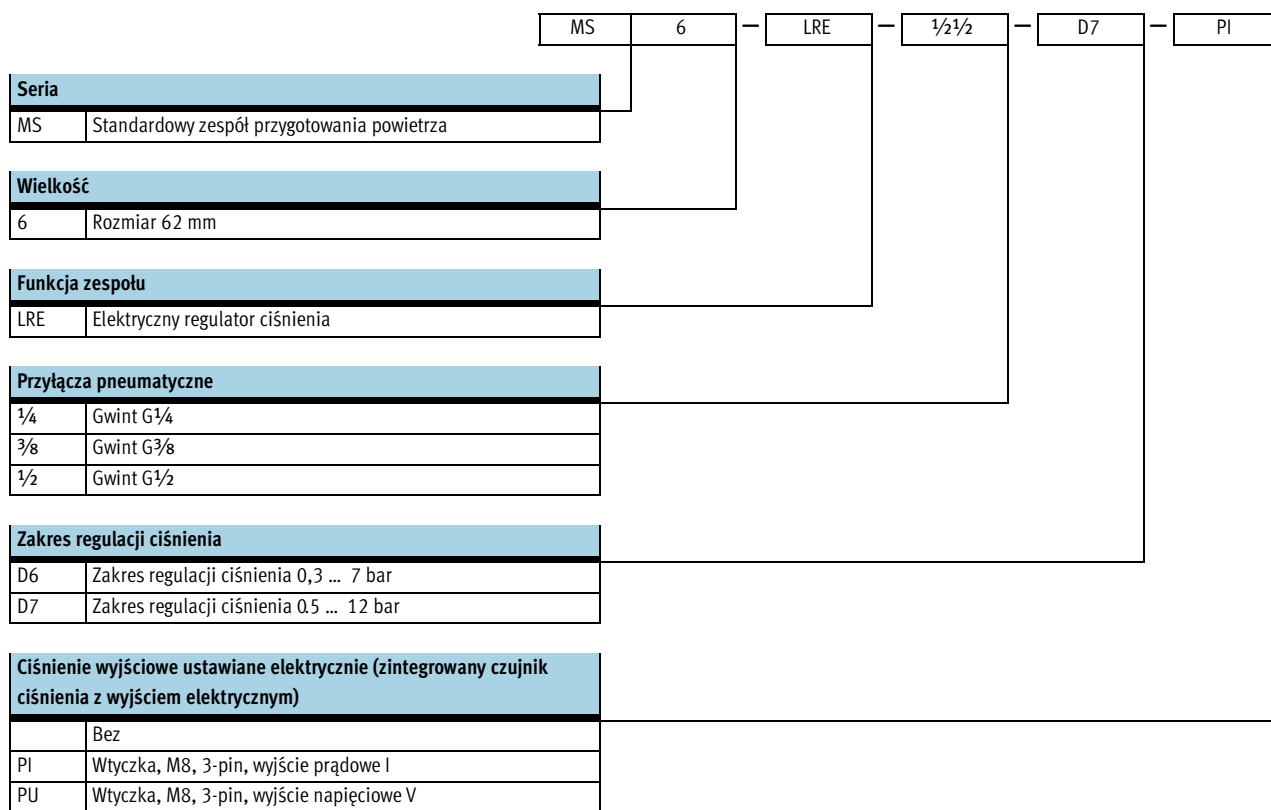 MS 6 – LRE – ½½ – D7 – PI
Seria
MS Standardowy zespół przygotowania powietrza
Wielkość
6 Rozmiar 62 mm
Funkcja zespołu
LRE Elektryczny regulator ciśnienia
Przyłącza pneumatyczne
¼ Gwint G¼
⅜ Gwint G⅜
½ Gwint G½
Zakres regulacji ciśnienia
D6 Zakres regulacji ciśnienia 0,3 ... 7 bar
D7 Zakres regulacji ciśnienia 0.5 ... 12 bar
Ciśnienie wyjściowe ustawiane elektrycznie (zintegrowany czujnik
ciśnienia z wyjściem elektrycznym)
Bez
PI Wtyczka, M8, 3-pin, wyjście prądowe I
PU Wtyczka, M8, 3-pin, wyjście napięciowe V